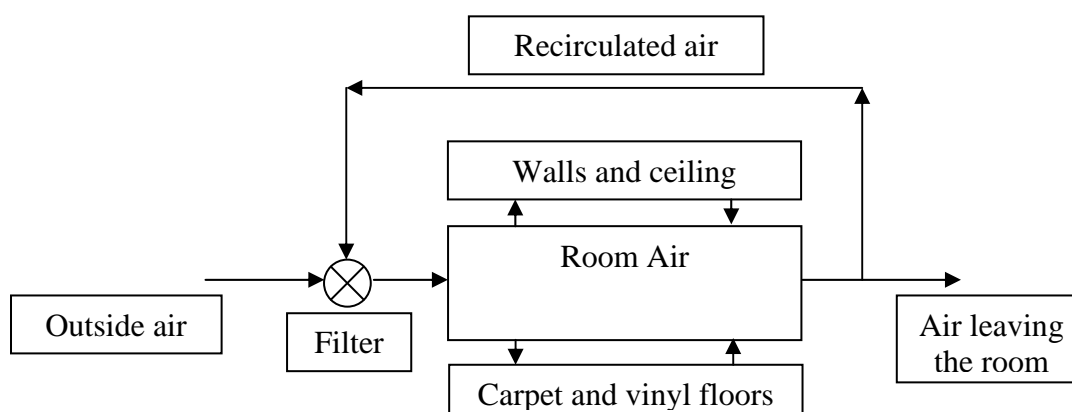 Recirculated air
Walls and ceiling
Room Air
Outside air
Filter
Air leaving
the room
Carpet and vinyl floors